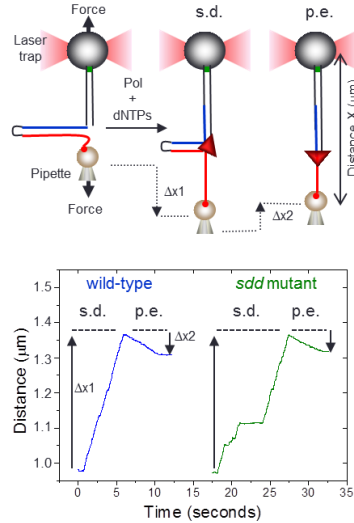 Force
s.d.
p.e.
Laser
trap
Pol
+
dNTPs
Distance X (μm)
Pipette
Δx1
Δx2
Force
wild-type
sdd mutant
s.d.
p.e.
s.d.
p.e.
Δx2
Δx1
1.5
1.4
1.3
1.2
1.1
1.0
Distance (μm)
0
5
10
15
20
25
30
35
Time (seconds)